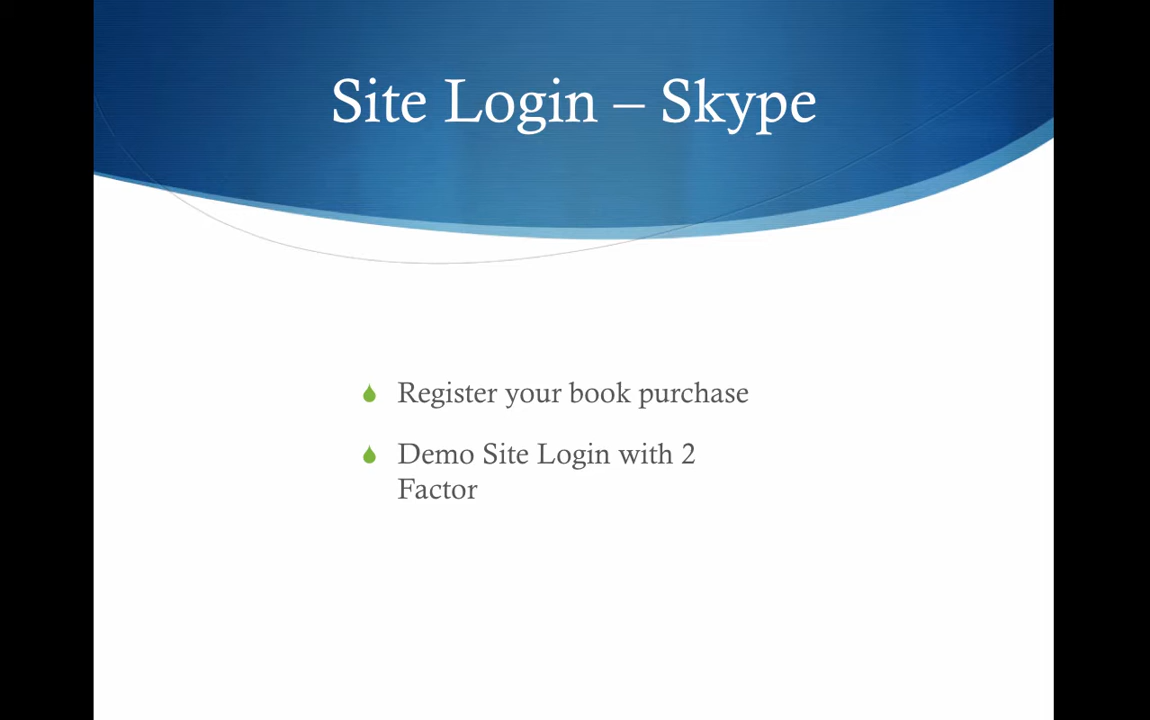 Site Login – Skype
Register your book purchase
Demo Site Login with 2
Factor